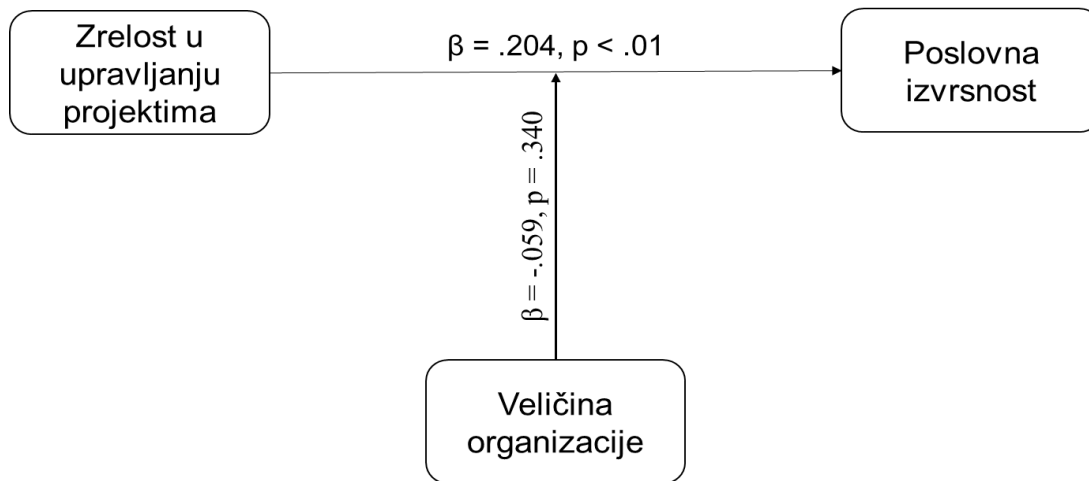 Zrelost u
upravljanju
projektima
β = .204, p < .01
Poslovna
izvrsnost
β = -.059, p = .340
Veličina
organizacije